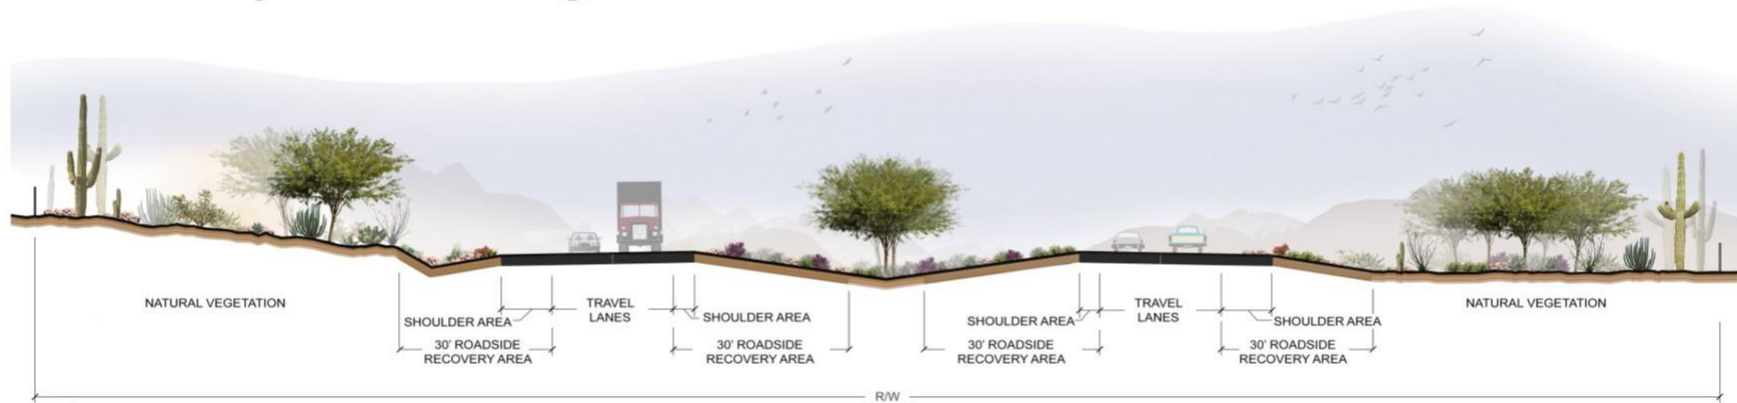 NATURAL VEGETATION
SHOULDER AREA
TRAVEL
LANES
SHOULDER AREA
30' ROADSIDE
RECOVERY AREA
30' ROADSIDE
RECOVERY AREA
SHOULDER AREA
TRAVEL
LANES
SHOULDER AREA
30' ROADSIDE
RECOVERY AREA
30' ROADSIDE
RECOVERY AREA
NATURAL VEGETATION
R/W